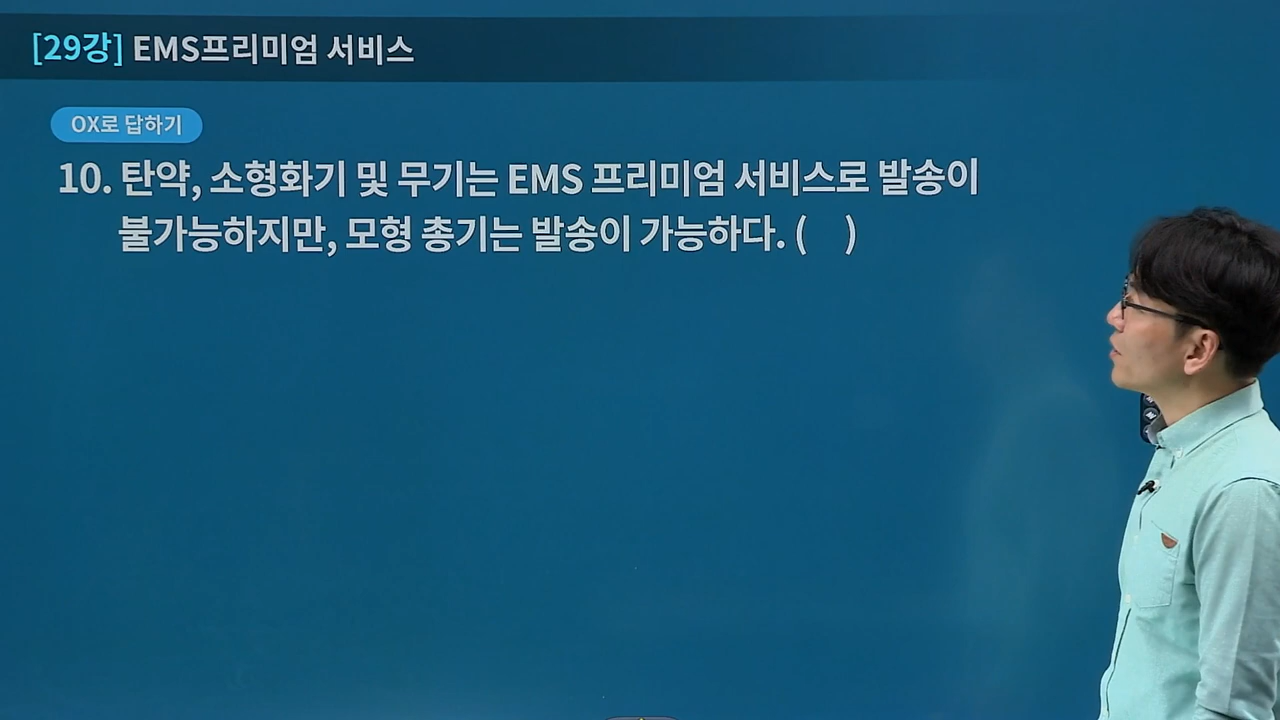 [29강] EMS프리미엄 서비스
OX로 답하기
10. 탄약, 소형화기 및 무기는 EMS 프리미엄 서비스로 발송이
불가능하지만, 모형 총기는 발송이 가능하다. (    )